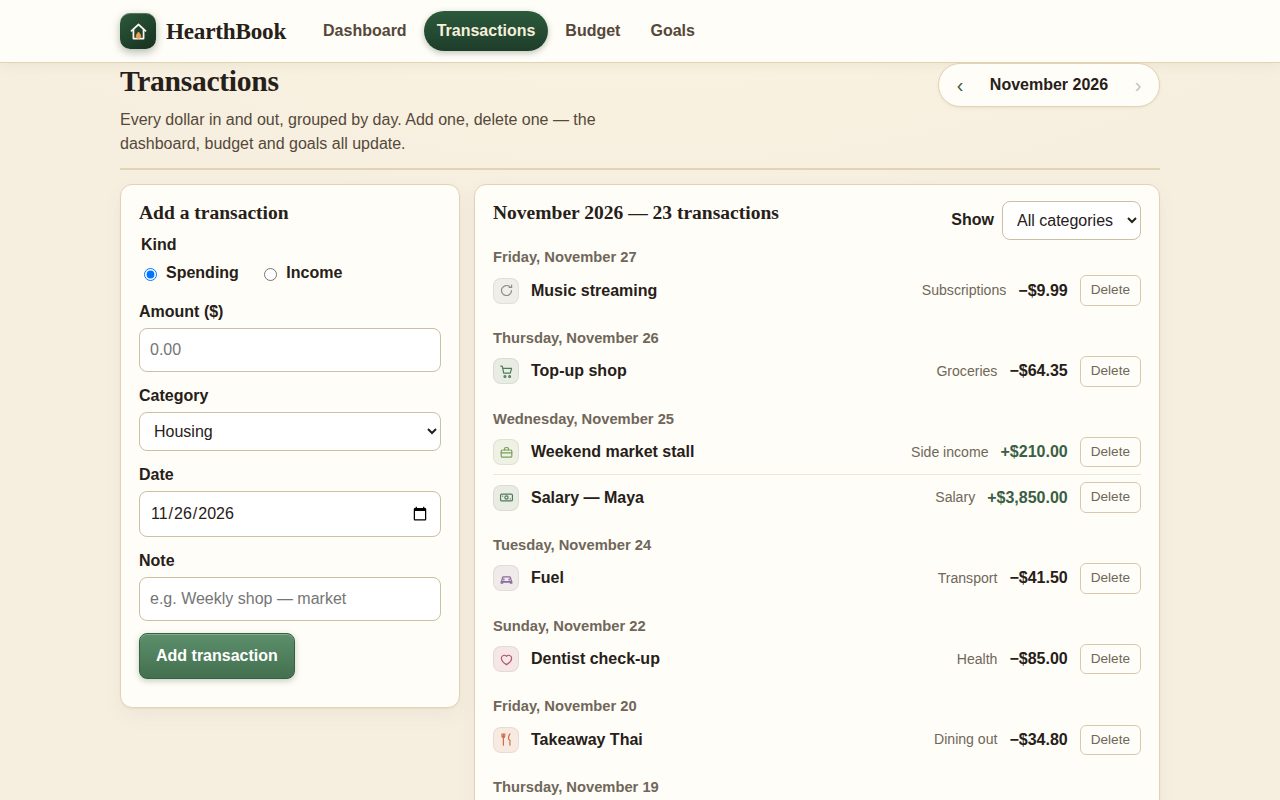 HearthBook
Dashboard
Transactions
Budget
Goals
Transactions
‹ November 2026 ›
Every dollar in and out, grouped by day. Add one, delete one — the
dashboard, budget and goals all update.
Add a transaction
Kind
Spending
Income
Amount ($)
0.00
Category
Housing
Date
11/26/2026
Note
e.g. Weekly shop — market
Add transaction
November 2026 — 23 transactions
Show All categories
Friday, November 27
Music streaming Subscriptions −$9.99 Delete
Thursday, November 26
Top-up shop Groceries −$64.35 Delete
Wednesday, November 25
Weekend market stall Side income +$210.00 Delete
Salary — Maya Salary +$3,850.00 Delete
Tuesday, November 24
Fuel Transport −$41.50 Delete
Sunday, November 22
Dentist check-up Health −$85.00 Delete
Friday, November 20
Takeaway Thai Dining out −$34.80 Delete
Thursday, November 19